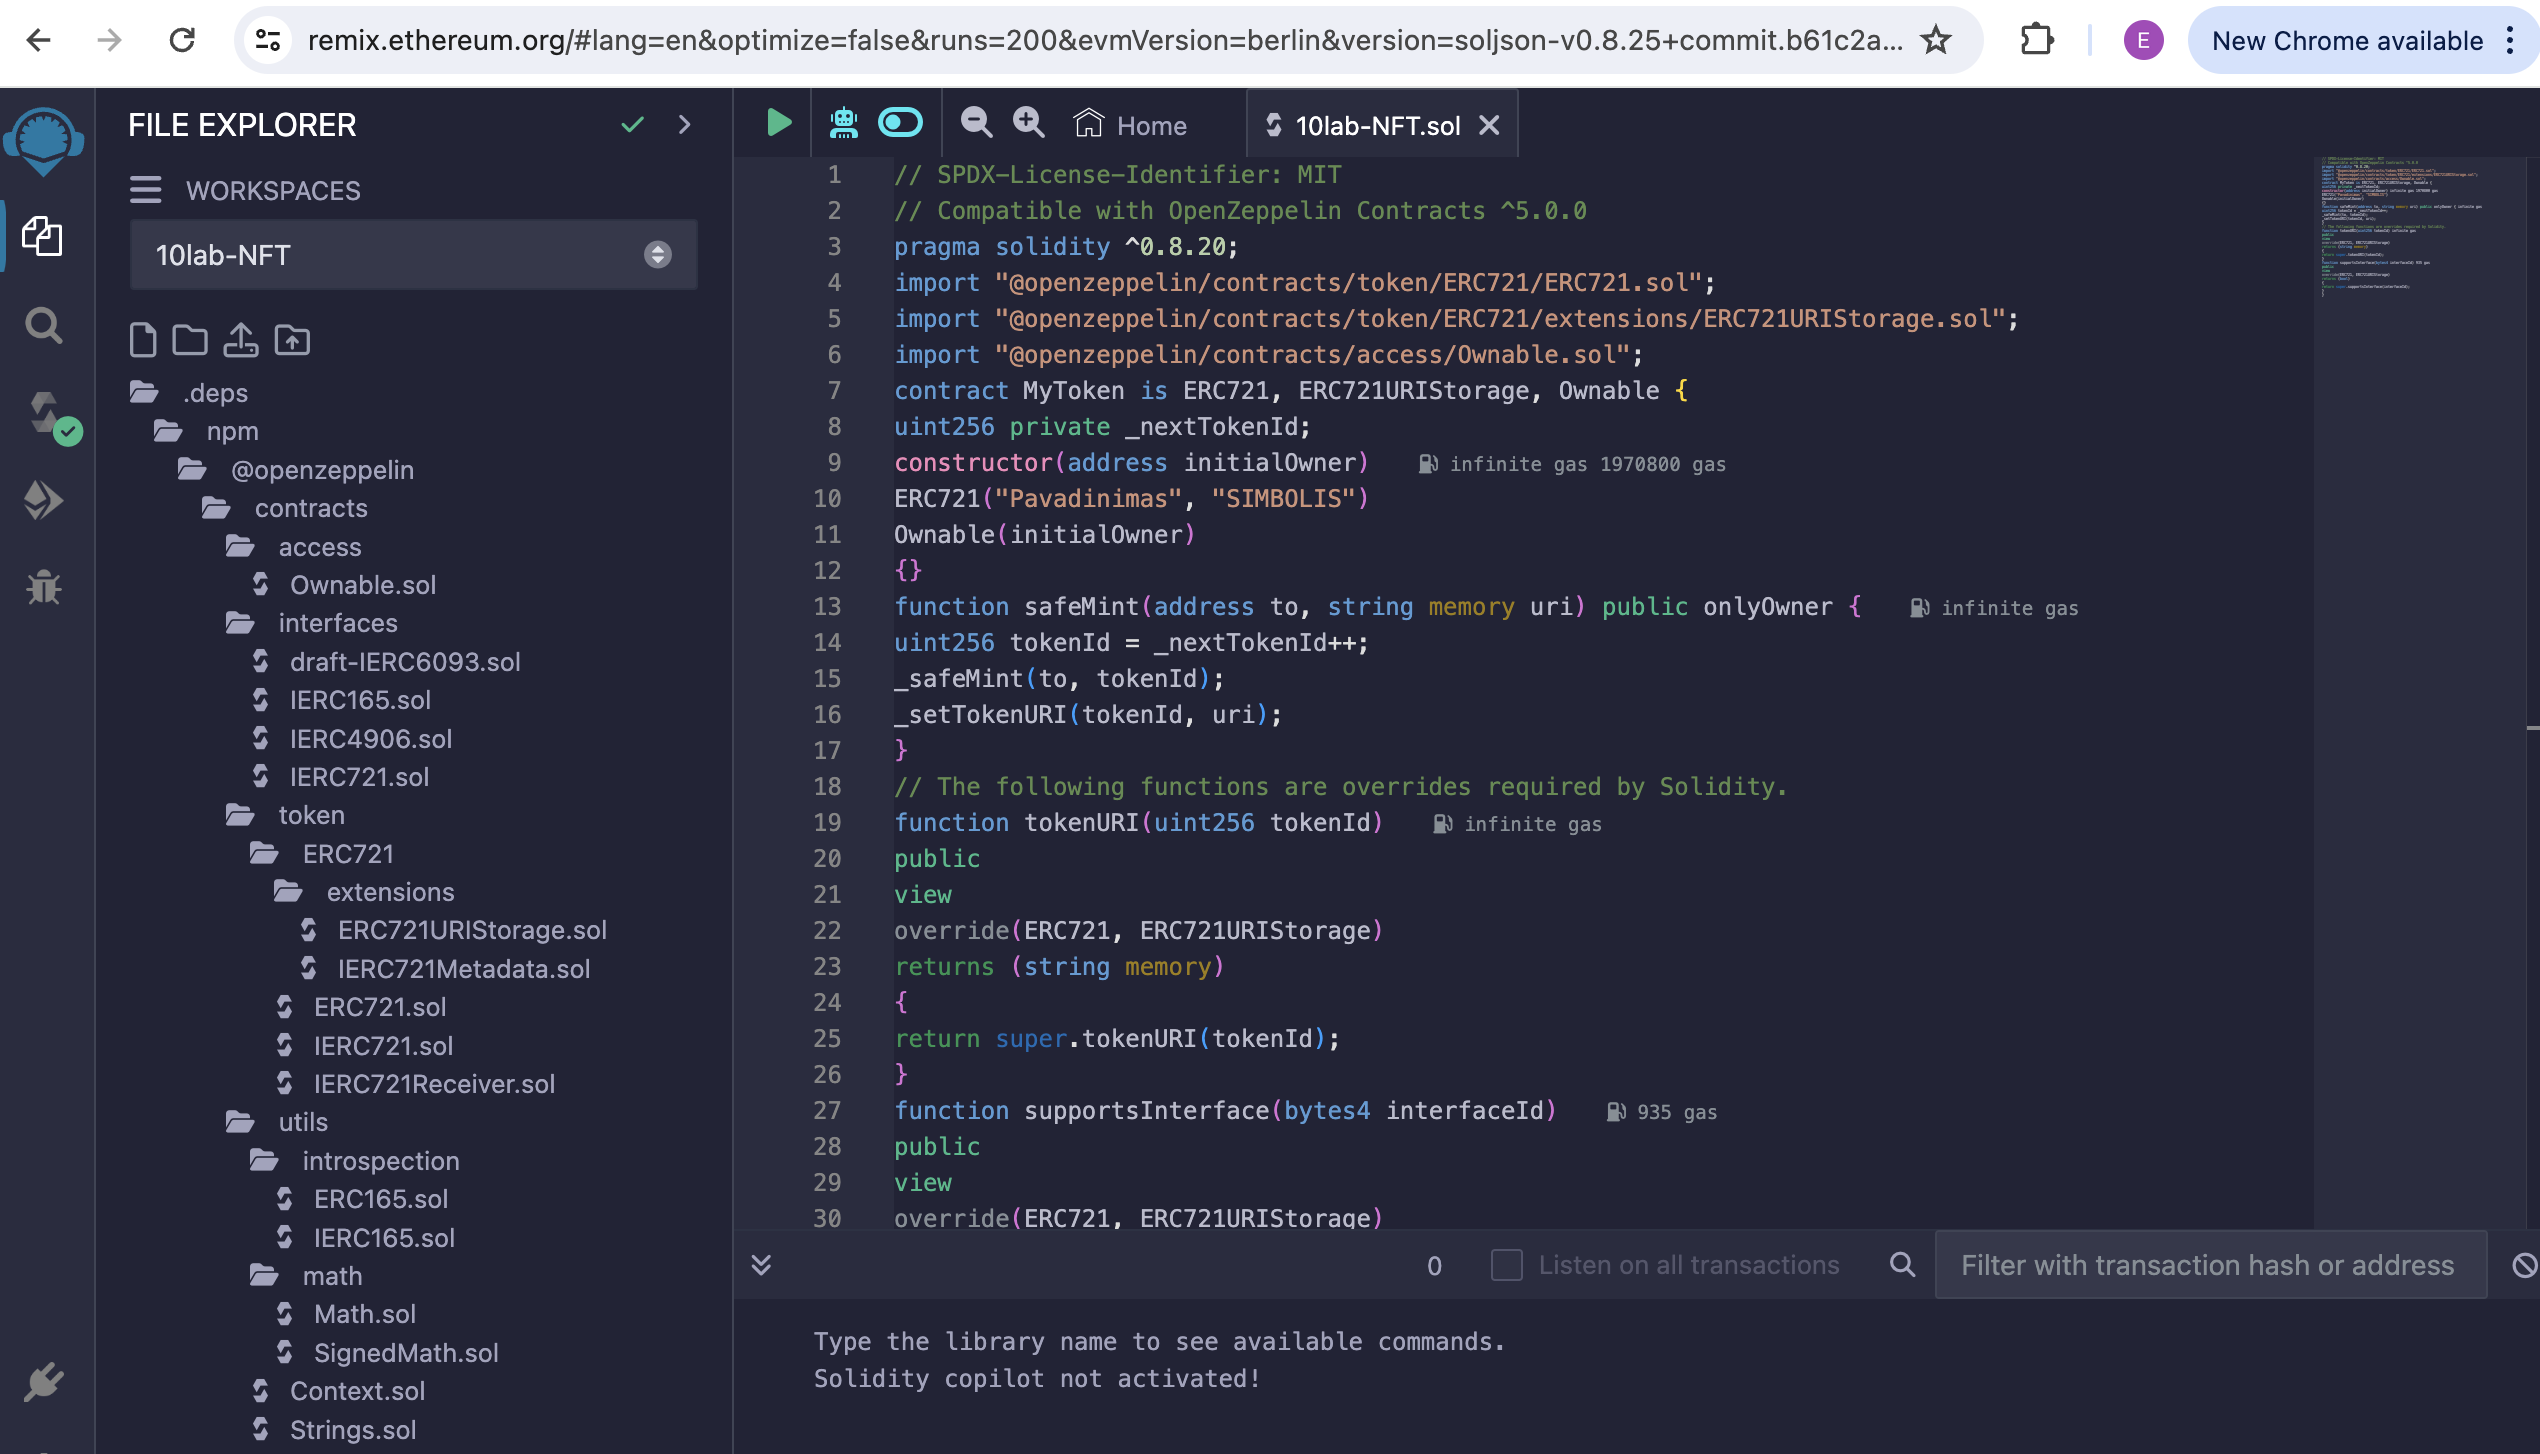 remix.ethereum.org/#lang=en&optimize=false&runs=200&evmVersion=berlin&version=soljson-v0.8.25+commit.b61c2a...
E
New Chrome available
FILE EXPLORER
WORKSPACES
10lab-NFT
.deps
npm
@openzeppelin
contracts
access
Ownable.sol
interfaces
draft-IERC6093.sol
IERC165.sol
IERC4906.sol
IERC721.sol
token
ERC721
extensions
ERC721URIStorage.sol
IERC721Metadata.sol
ERC721.sol
IERC721.sol
IERC721Receiver.sol
utils
introspection
ERC165.sol
IERC165.sol
math
Math.sol
SignedMath.sol
Context.sol
Strings.sol
Home
10lab-NFT.sol
1 // SPDX-License-Identifier: MIT
2 // Compatible with OpenZeppelin Contracts ^5.0.0
3 pragma solidity ^0.8.20;
4 import "@openzeppelin/contracts/token/ERC721/ERC721.sol";
5 import "@openzeppelin/contracts/token/ERC721/extensions/ERC721URIStorage.sol";
6 import "@openzeppelin/contracts/access/Ownable.sol";
7 contract MyToken is ERC721, ERC721URIStorage, Ownable {
8 uint256 private _nextTokenId;
9 constructor(address initialOwner) infinite gas 1970800 gas
10 ERC721("Pavadinimas", "SIMBOLIS")
11 Ownable(initialOwner)
12 {}
13 function safeMint(address to, string memory uri) public onlyOwner { infinite gas
14 uint256 tokenId = _nextTokenId++;
15 _safeMint(to, tokenId);
16 _setTokenURI(tokenId, uri);
17 }
18 // The following functions are overrides required by Solidity.
19 function tokenURI(uint256 tokenId) infinite gas
20 public
21 view
22 override(ERC721, ERC721URIStorage)
23 returns (string memory)
24 {
25 return super.tokenURI(tokenId);
26 }
27 function supportsInterface(bytes4 interfaceId) 935 gas
28 public
29 view
30 override(ERC721, ERC721URIStorage)
0
Listen on all transactions
Filter with transaction hash or address
Type the library name to see available commands.
Solidity copilot not activated!